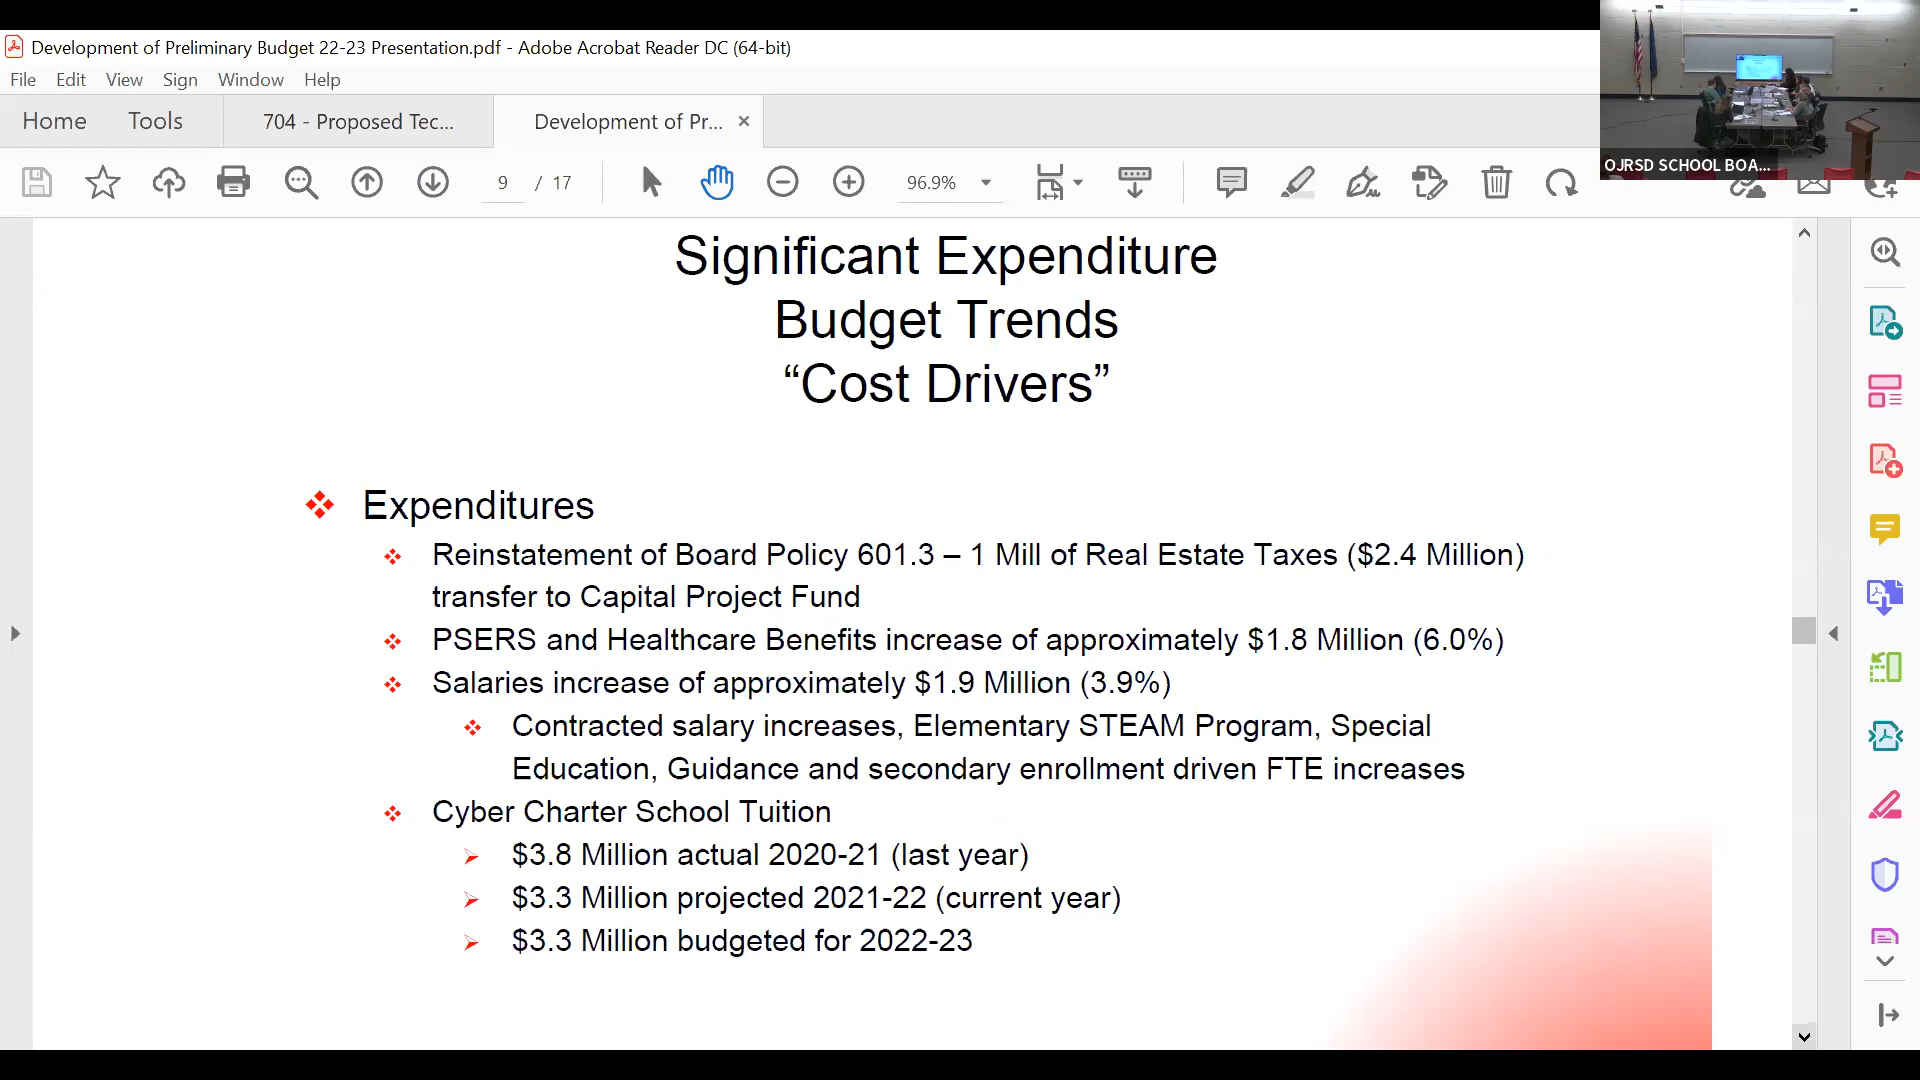 Development of Preliminary Budget 22-23 Presentation.pdf - Adobe Acrobat Reader DC (64-bit)
File Edit View Sign Window Help
Home Tools 704 - Proposed Tec... Development of Pr... ×
9 / 17 96.9%
OJRSD SCHOOL BOA...
Significant Expenditure
Budget Trends
“Cost Drivers”
Expenditures
Reinstatement of Board Policy 601.3 – 1 Mill of Real Estate Taxes ($2.4 Million)
transfer to Capital Project Fund
PSERS and Healthcare Benefits increase of approximately $1.8 Million (6.0%)
Salaries increase of approximately $1.9 Million (3.9%)
Contracted salary increases, Elementary STEAM Program, Special
Education, Guidance and secondary enrollment driven FTE increases
Cyber Charter School Tuition
$3.8 Million actual 2020-21 (last year)
$3.3 Million projected 2021-22 (current year)
$3.3 Million budgeted for 2022-23